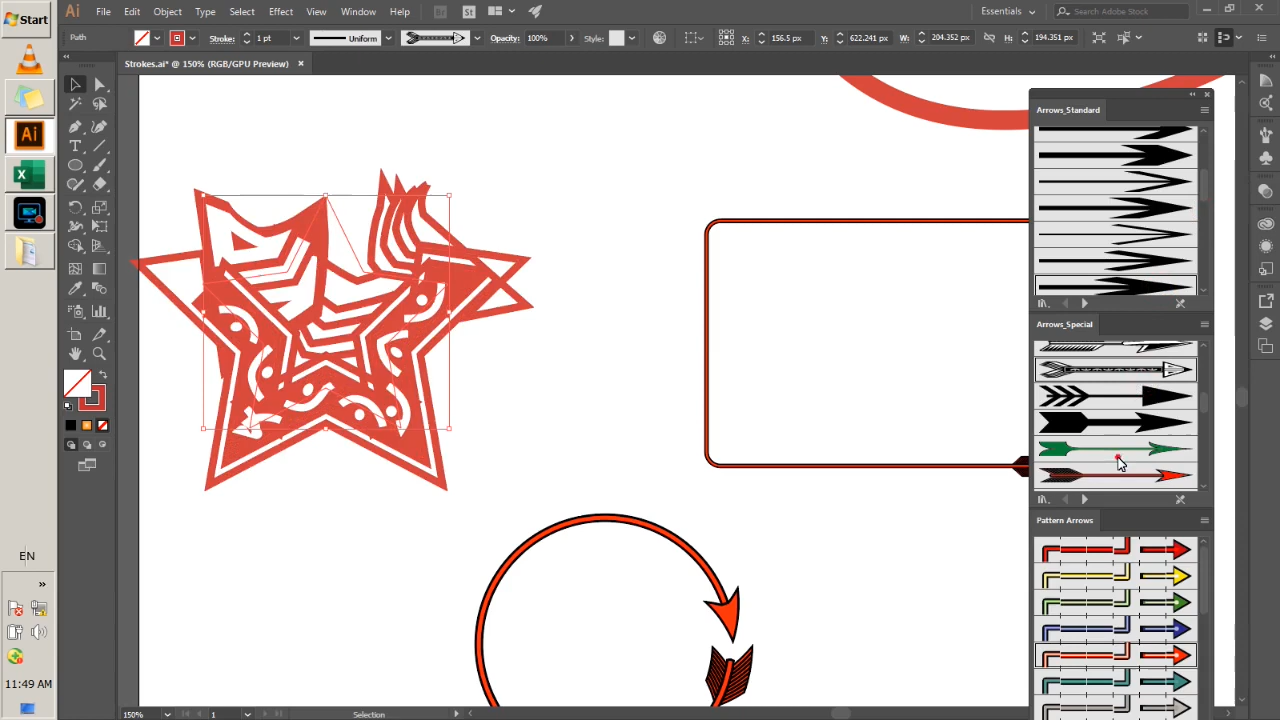 Start
Ai File Edit Object Type Select Effect View Window Help Br St Essentials Search Adobe Stock
Path Stroke: 1 pt Uniform Opacity: 100% Style: X: 156.5 px Y: 622.241 px W: 204.352 px H: 194.351 px
Strokes.ai* @ 150% (RGB/GPU Preview) ×
Arrows_Standard
Arrows_Special
Pattern Arrows
EN
11:49 AM
150% 1 Selection